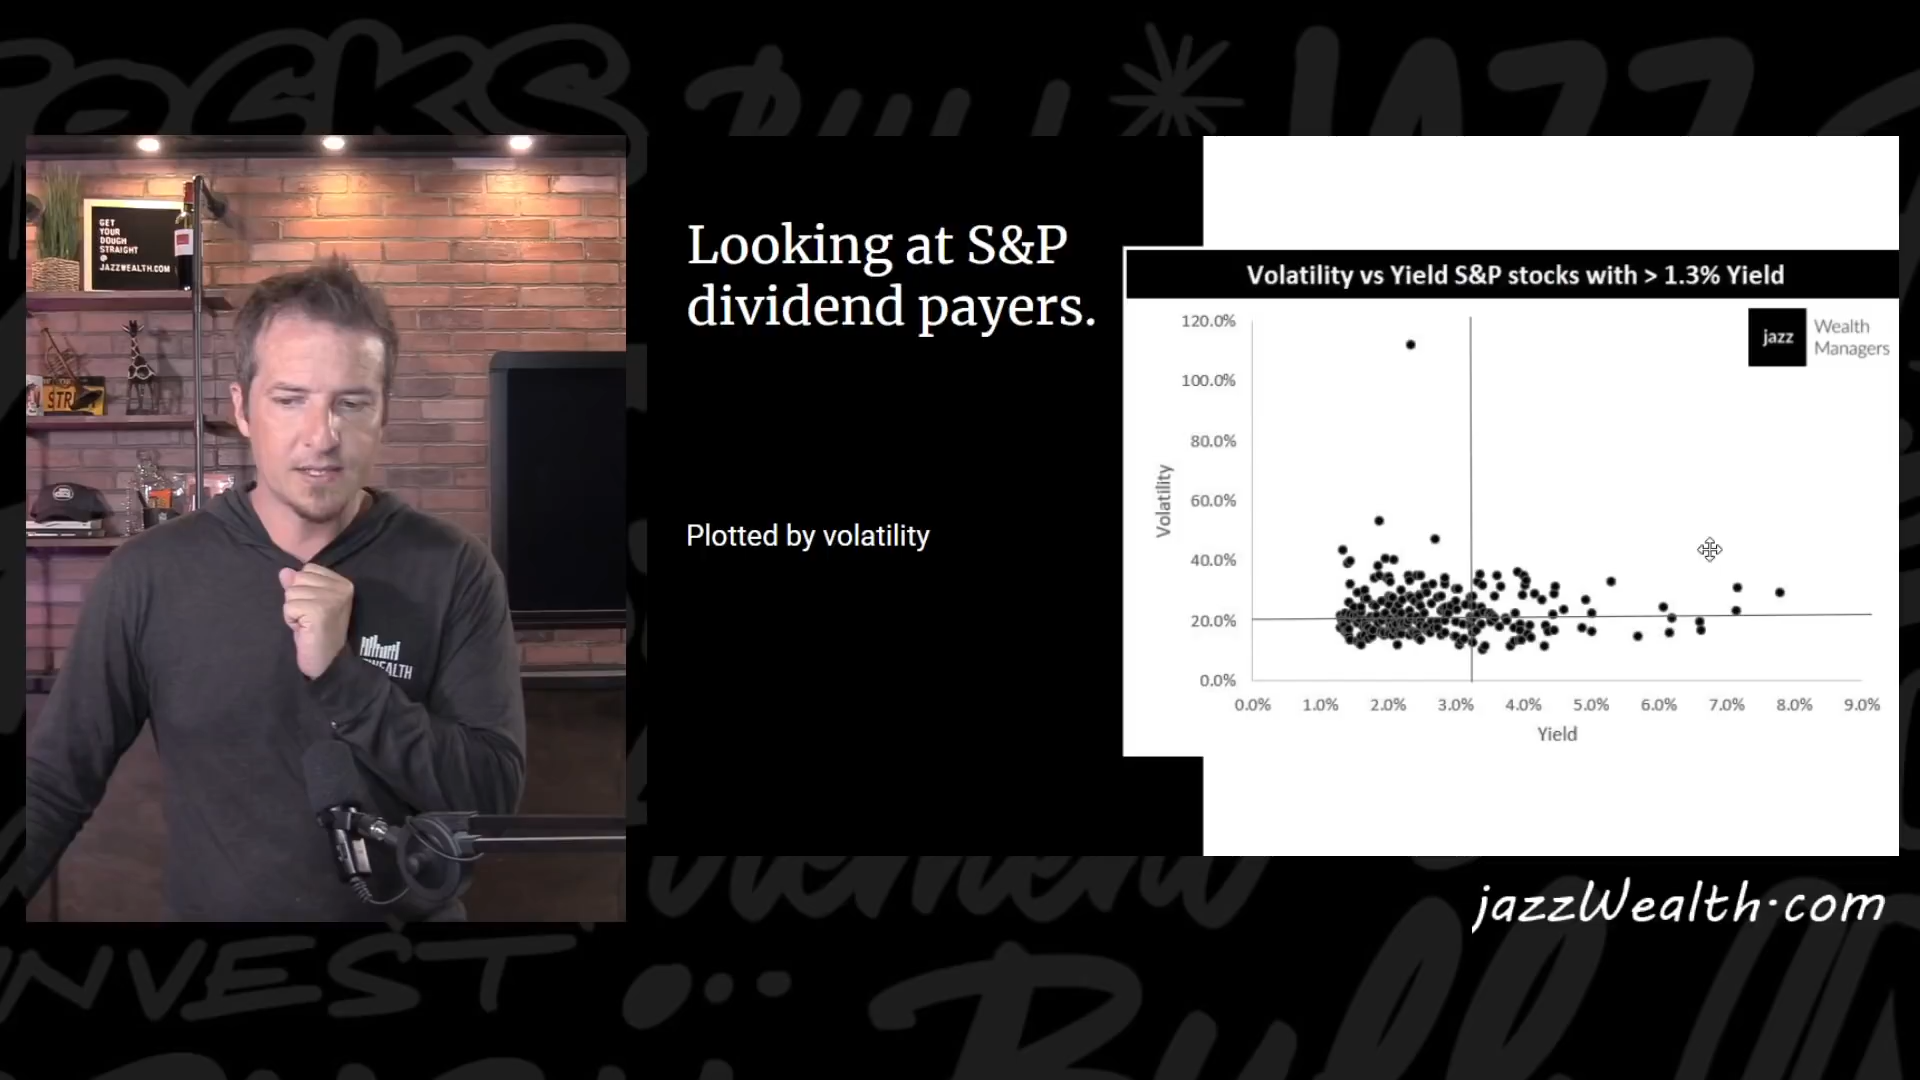 GET
YOUR
DOUGH
STRAIGHT
@
JAZZWEALTH.COM
Looking at S&P
dividend payers.
Plotted by volatility
Volatility vs Yield S&P stocks with > 1.3% Yield
jazz
Wealth
Managers
120.0%
100.0%
80.0%
60.0%
40.0%
20.0%
0.0%
Volatility
0.0% 1.0% 2.0% 3.0% 4.0% 5.0% 6.0% 7.0% 8.0% 9.0%
Yield
jazzWealth.com
INVEST
JAZZ